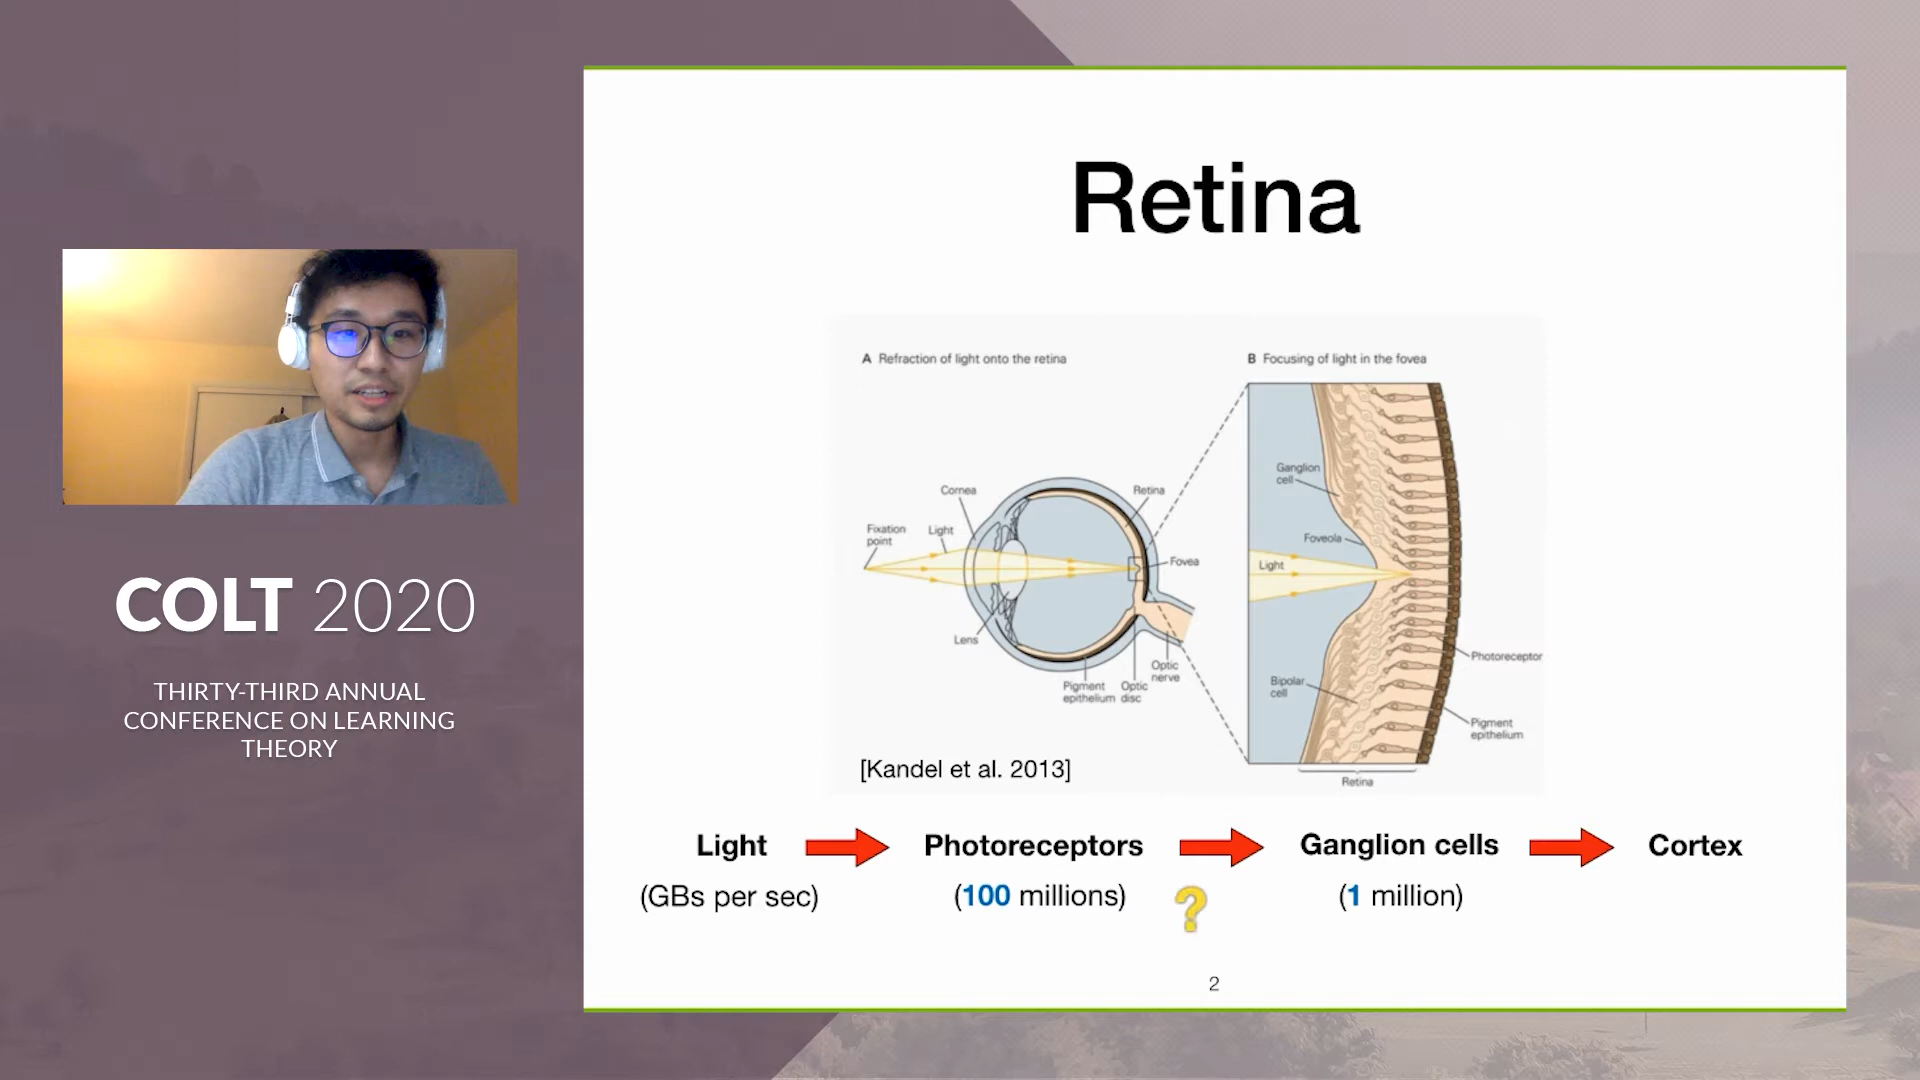 COLT 2020
THIRTY-THIRD ANNUAL
CONFERENCE ON LEARNING
THEORY
Retina
A Refraction of light onto the retina
B Focusing of light in the fovea
Cornea
Retina
Fixation
point
Light
Fovea
Lens
Pigment
epithelium
Optic
disc
Optic
nerve
Ganglion
cell
Foveola
Light
Photoreceptor
Bipolar
cell
Pigment
epithelium
Retina
[Kandel et al. 2013]
Light Photoreceptors Ganglion cells Cortex
(GBs per sec) (100 millions) ? (1 million)
2